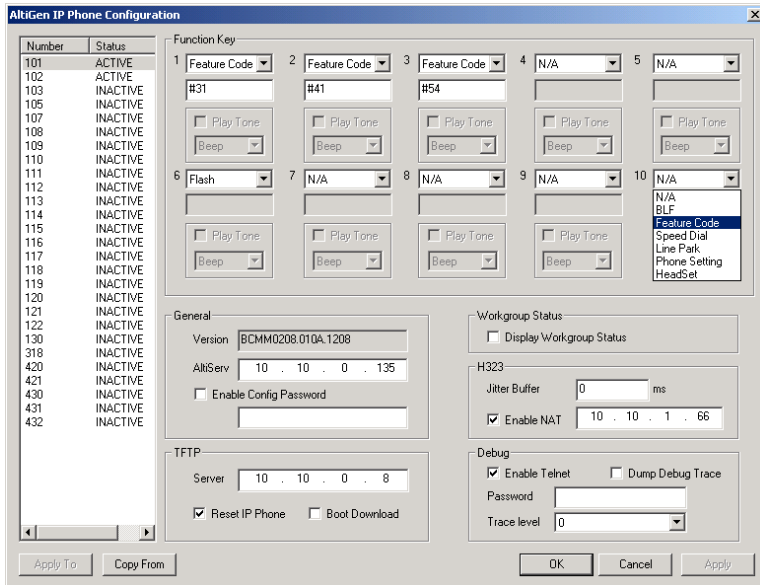 AltiGen IP Phone Configuration
Number Status
101 ACTIVE
102 ACTIVE
103 INACTIVE
105 INACTIVE
107 INACTIVE
108 INACTIVE
109 INACTIVE
110 INACTIVE
111 INACTIVE
112 INACTIVE
113 INACTIVE
114 INACTIVE
115 INACTIVE
116 INACTIVE
117 INACTIVE
118 INACTIVE
119 INACTIVE
120 INACTIVE
121 INACTIVE
122 INACTIVE
130 INACTIVE
318 INACTIVE
420 INACTIVE
421 INACTIVE
430 INACTIVE
431 INACTIVE
432 INACTIVE
Function Key
1 Feature Code 2 Feature Code 3 Feature Code 4 N/A 5 N/A
#31 #41 #54
Play Tone Play Tone Play Tone Play Tone Play Tone
Beep Beep Beep Beep Beep
6 Flash 7 N/A 8 N/A 9 N/A 10 N/A
N/A
BLF
Feature Code
Speed Dial
Line Park
Phone Setting
HeadSet
Play Tone Play Tone Play Tone Play Tone
Beep Beep Beep Beep
General
Version BCMM0208.010A.1208
AltiServ 10 . 10 . 0 . 135
Enable Config Password
TFTP
Server 10 . 10 . 0 . 8
Reset IP Phone Boot Download
Workgroup Status
Display Workgroup Status
H323
Jitter Buffer 0 ms
Enable NAT 10 . 10 . 1 . 66
Debug
Enable Telnet Dump Debug Trace
Password
Trace level 0
Apply To Copy From OK Cancel Apply